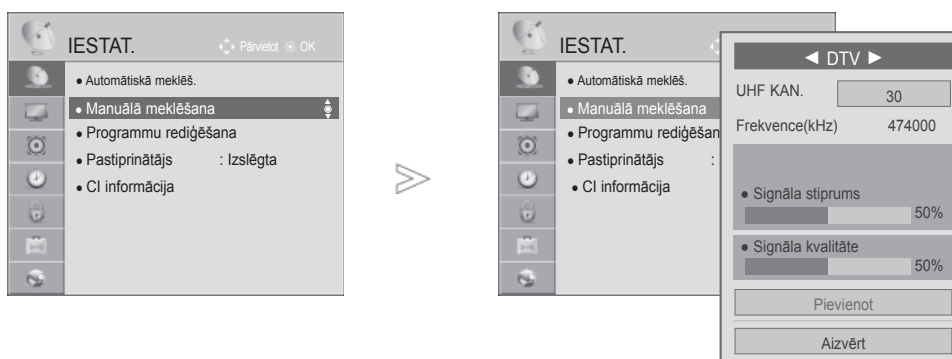 IESTAT.
Pārvietot OK
• Automātiskā meklēš.
• Manuālā meklēšana
• Programmu rediģēšana
• Pastiprinātājs : Izslēgta
• CI informācija
IESTAT.
• Automātiskā meklēš.
• Manuālā meklēšana
• Programmu rediģēšan
• Pastiprinātājs :
• CI informācija
◄ DTV ►
UHF KAN. 30
Frekvence(kHz) 474000
• Signāla stiprums
50%
• Signāla kvalitāte
50%
Pievienot
Aizvērt